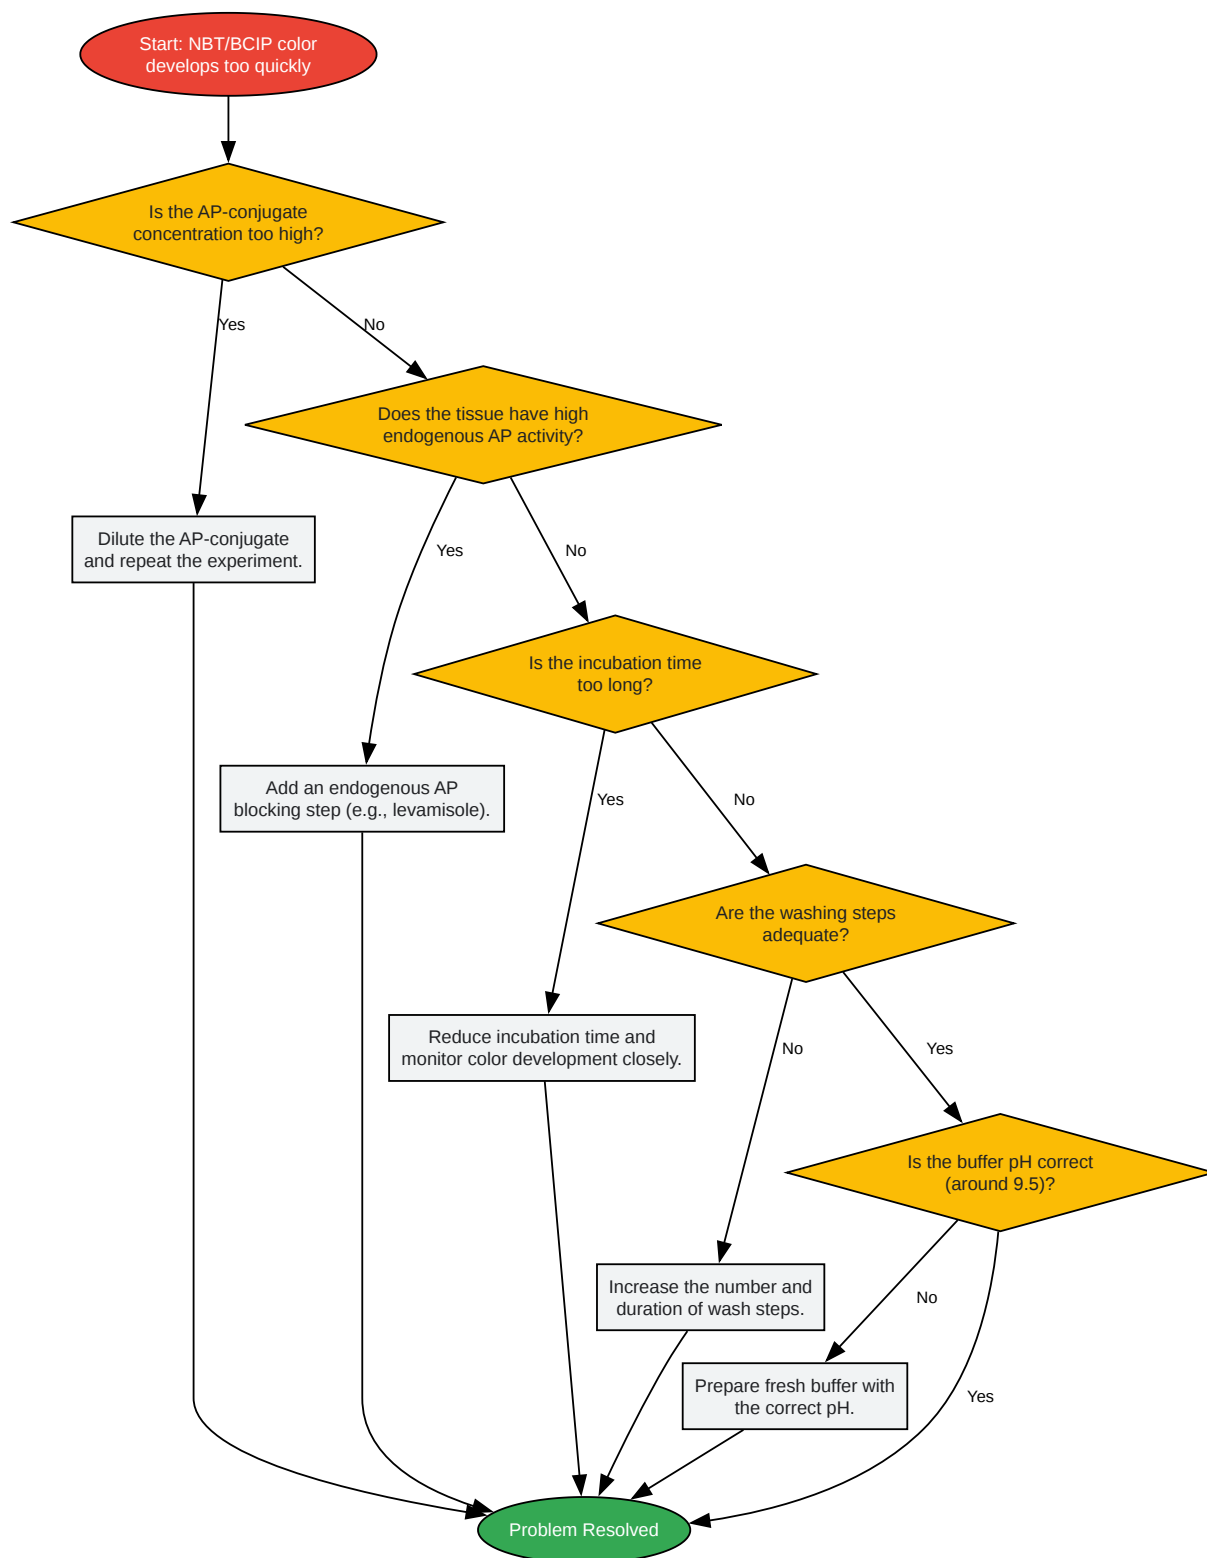 Start: NBT/BCIP color
develops too quickly
Is the AP-conjugate
concentration too high?
Yes
No
Does the tissue have high
endogenous AP activity?
Dilute the AP-conjugate
and repeat the experiment.
Yes
No
Is the incubation time
too long?
Add an endogenous AP
blocking step (e.g., levamisole).
Yes
No
Are the washing steps
adequate?
Reduce incubation time and
monitor color development closely.
No
Yes
Is the buffer pH correct
(around 9.5)?
Increase the number and
duration of wash steps.
No
Prepare fresh buffer with
the correct pH.
Yes
Problem Resolved